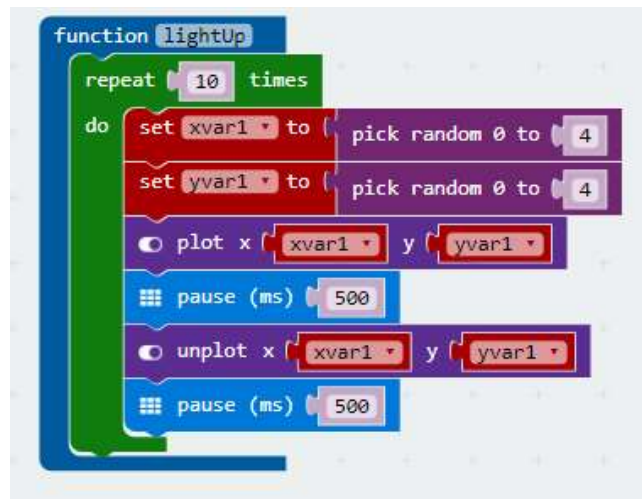 function lightUp
repeat 10 times
do set xvar1 to pick random 0 to 4
set yvar1 to pick random 0 to 4
plot x xvar1 y yvar1
pause (ms) 500
unplot x xvar1 y yvar1
pause (ms) 500